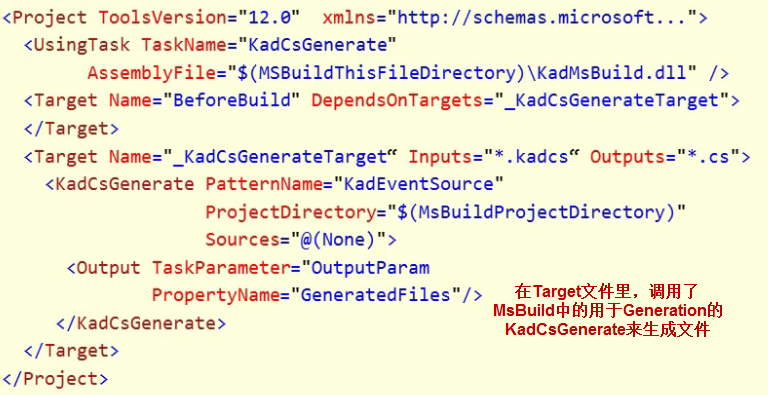 <Project ToolsVersion="12.0"  xmlns="http://schemas.microsoft...">
  <UsingTask TaskName="KadCsGenerate"
        AssemblyFile="$(MSBuildThisFileDirectory)\KadMsBuild.dll" />
  <Target Name="BeforeBuild" DependsOnTargets="_KadCsGenerateTarget">
  </Target>
  <Target Name="_KadCsGenerateTarget“ Inputs="*.kadcs“ Outputs="*.cs">
    <KadCsGenerate PatternName="KadEventSource"
                   ProjectDirectory="$(MsBuildProjectDirectory)"
                   Sources="@(None)">
      <Output TaskParameter="OutputParam
              PropertyName="GeneratedFiles"/>
     </KadCsGenerate>
  </Target>
</Project>
在Target文件里，调用了
MsBuild中的用于Generation的
KadCsGenerate来生成文件